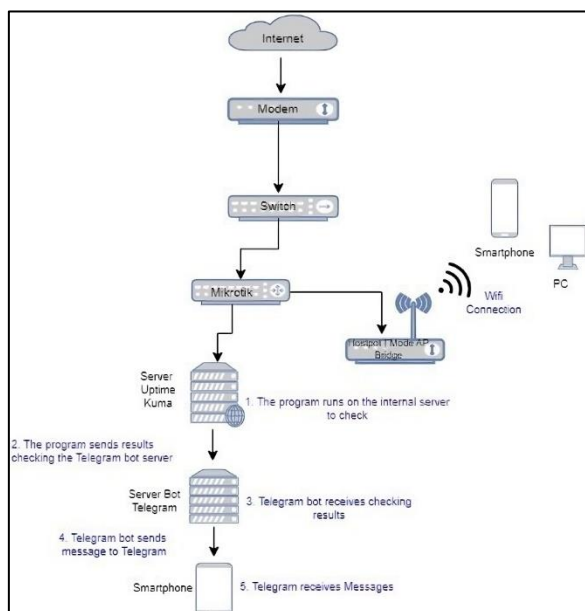 Internet
Modem
Switch
Smartphone
PC
Mikrotik
Wifi
Connection
Mode AP
Bridge
Server
Uptime
Kuma
1. The program runs on the internal server
to check
2. The program sends results
checking the Telegram bot server
Server Bot
Telegram
3. Telegram bot receives checking
results
4. Telegram bot sends
message to Telegram
Smartphone
5. Telegram receives Messages